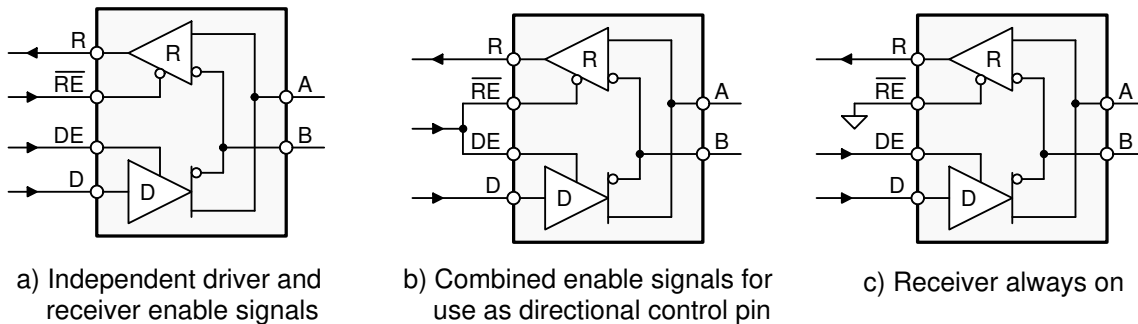 R
R
RE
A
DE
B
D
D
a) Independent driver and
receiver enable signals
R
R
RE
A
DE
B
D
D
b) Combined enable signals for
use as directional control pin
R
R
RE
A
DE
B
D
D
c) Receiver always on